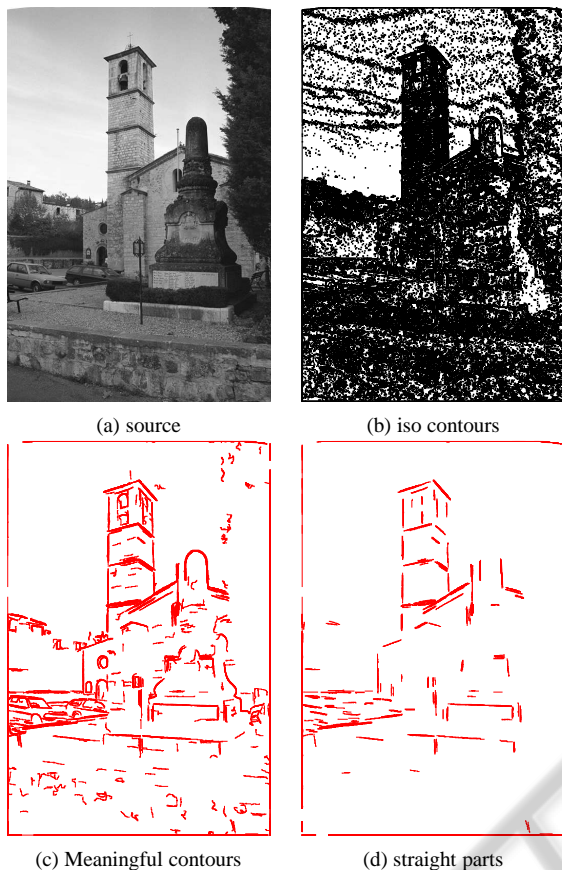 (a) source
(b) iso contours
(c) Meaningful contours
(d) straight parts